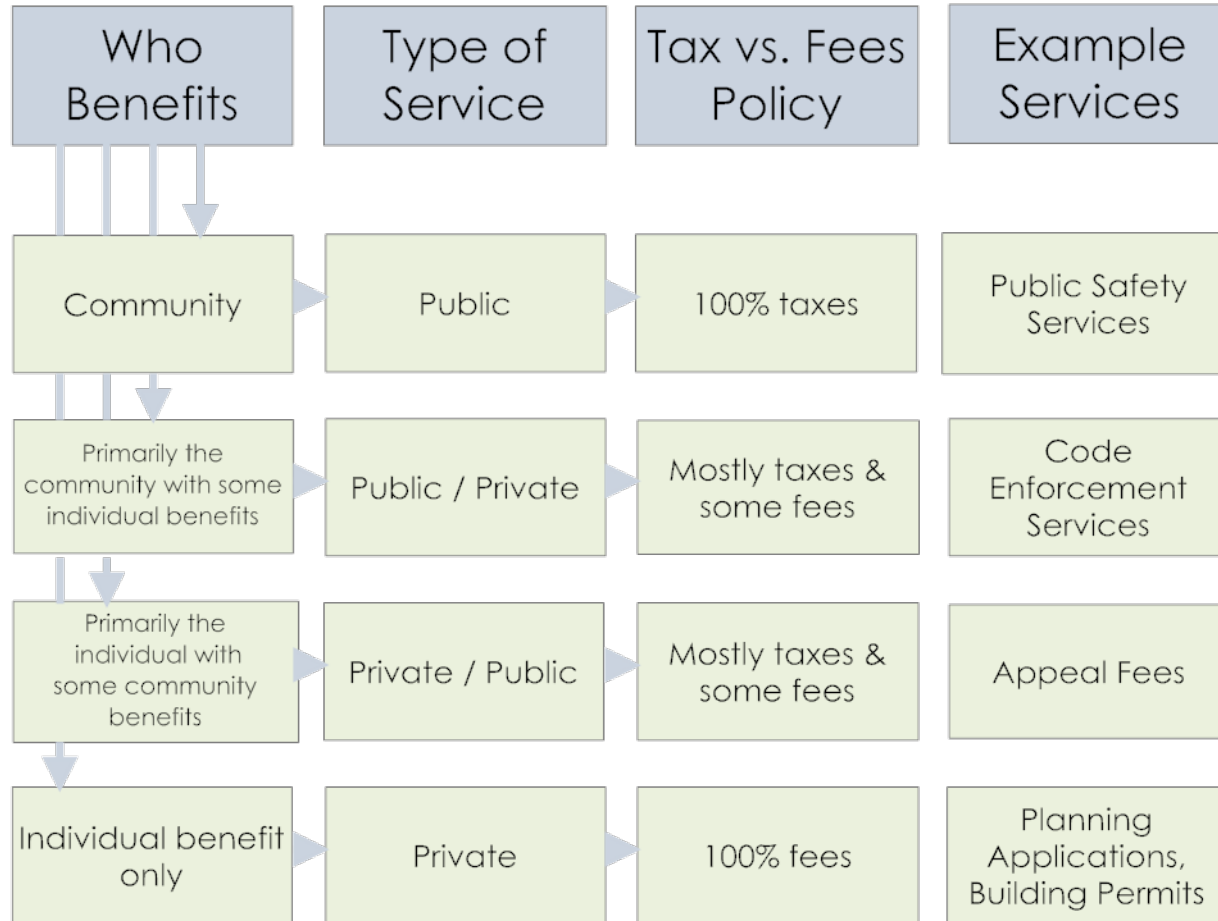 Who
Benefits
Type of
Service
Tax vs. Fees
Policy
Example
Services
Community
Public
100% taxes
Public Safety
Services
Primarily the
community with some
individual benefits
Public / Private
Mostly taxes &
some fees
Code
Enforcement
Services
Primarily the
individual with
some community
benefits
Private / Public
Mostly taxes &
some fees
Appeal Fees
Individual benefit
only
Private
100% fees
Planning
Applications,
Building Permits